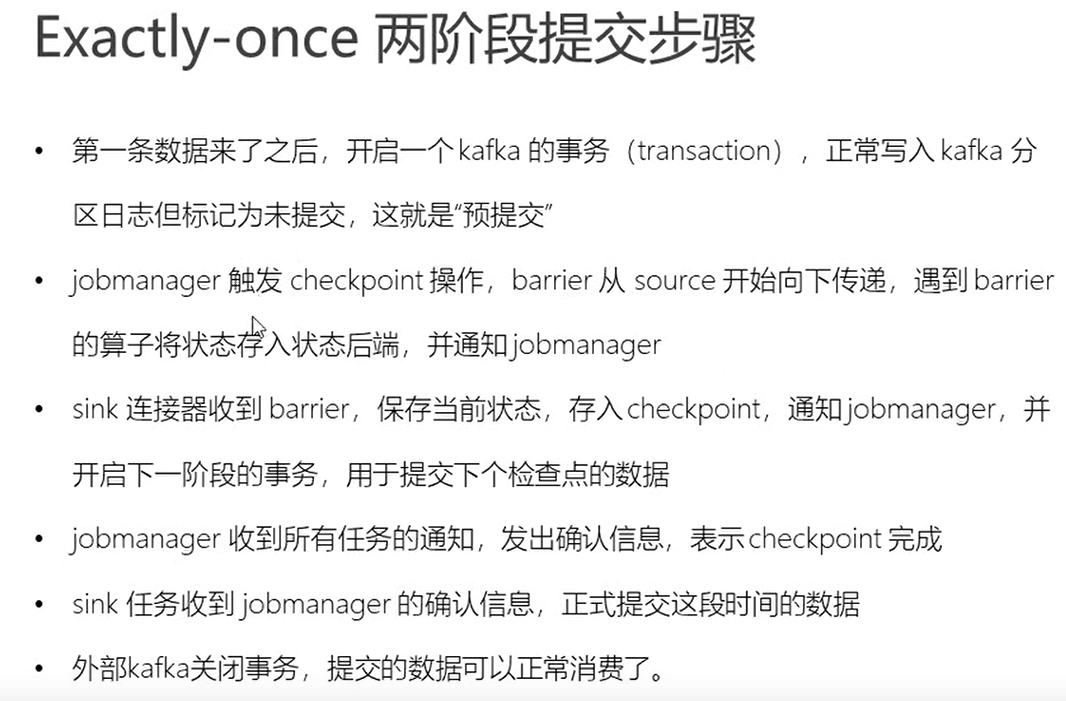 Exactly-once 两阶段提交步骤
• 第一条数据来了之后，开启一个 kafka 的事务（transaction），正常写入 kafka 分
区日志但标记为未提交，这就是“预提交”
• jobmanager 触发 checkpoint 操作，barrier 从 source 开始向下传递，遇到 barrier
的算子将状态存入状态后端，并通知 jobmanager
• sink 连接器收到 barrier，保存当前状态，存入 checkpoint，通知 jobmanager，并
开启下一阶段的事务，用于提交下个检查点的数据
• jobmanager 收到所有任务的通知，发出确认信息，表示 checkpoint 完成
• sink 任务收到 jobmanager 的确认信息，正式提交这段时间的数据
• 外部kafka关闭事务，提交的数据可以正常消费了。